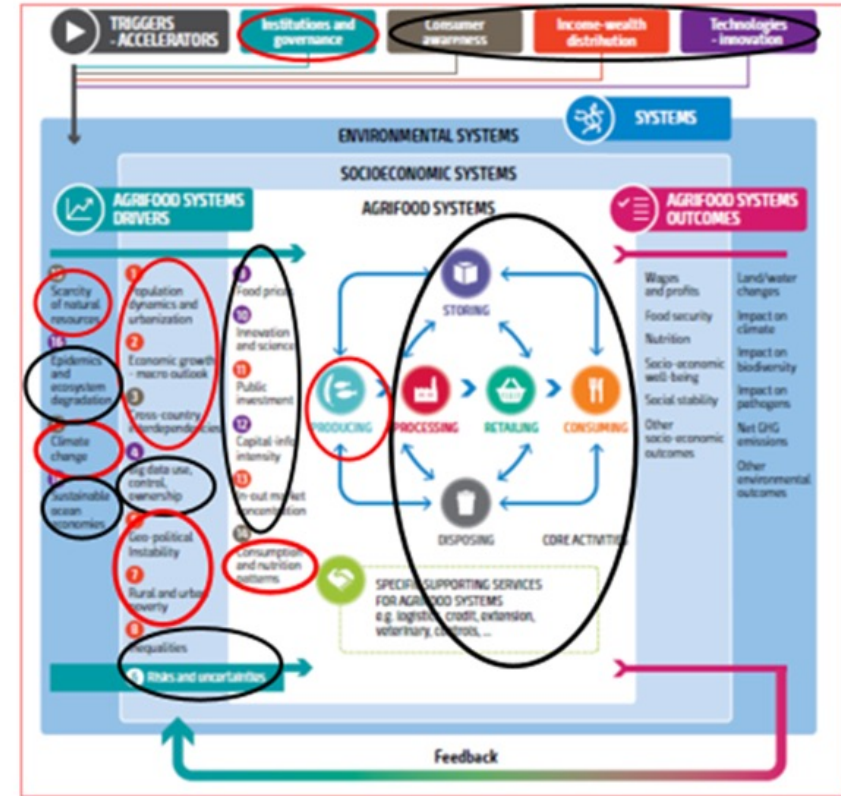 TRIGGERS
- ACCELERATORS
Institutions and
governance
Consumer
awareness
Income-wealth
distribution
Technologies
- innovation
SYSTEMS
ENVIRONMENTAL SYSTEMS
SOCIOECONOMIC SYSTEMS
AGRIFOOD SYSTEMS
AGRIFOOD SYSTEMS
DRIVERS
AGRIFOOD SYSTEMS
OUTCOMES
Scarcity
of natural
resources
16
Epidemics
and
ecosystem
degradation
Climate
change
Sustainable
ocean
economies
1
Population
dynamics and
urbanization
2
Economic growth
- macro outlook
3
Cross-country
interdependencies
4
Big data use,
control,
ownership
Geo-political
Instability
7
Rural and urban
poverty
8
Inequalities
6 Risks and uncertainties
9
Food prices
10
Innovation
and science
11
Public
investment
12
Capital-info
intensity
13
In-out market
concentration
14
Consumption
and nutrition
patterns
STORING
PRODUCING
PROCESSING
RETAILING
CONSUMING
DISPOSING
CORE ACTIVITIES
SPECIFIC SUPPORTING SERVICES
FOR AGRIFOOD SYSTEMS
e.g. logistics, credit, extension,
veterinary, controls, ...
Wages
and profits
Food security
Nutrition
Socio-economic
well-being
Social stability
Other
socio-economic
outcomes
Land/water
changes
Impact on
climate
Impact on
biodiversity
Impact on
pathogens
Net GHG
emissions
Other
environmental
outcomes
Feedback